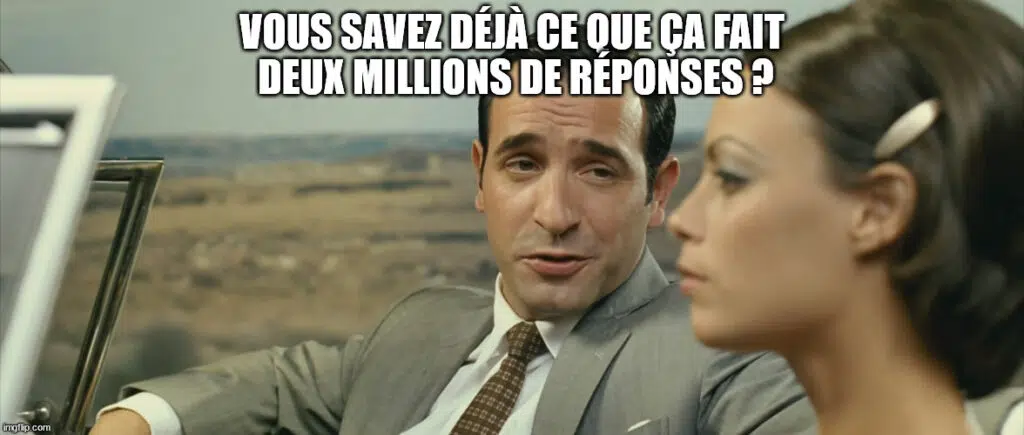 VOUS SAVEZ DÉJÀ CE QUE ÇA FAIT
DEUX MILLIONS DE RÉPONSES ?
imgflip.com